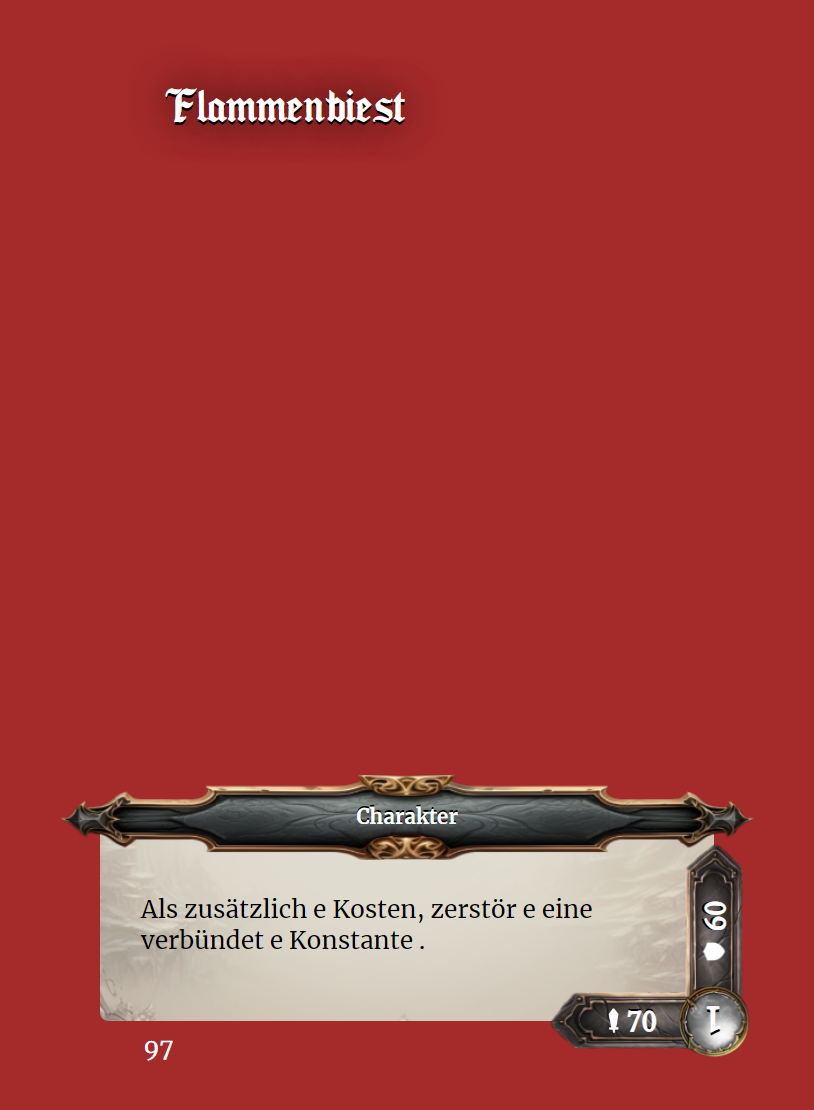 Flammenbiest
Charakter
Als zusätzlich e Kosten, zerstör e eine
verbündet e Konstante .
60
70
1
97